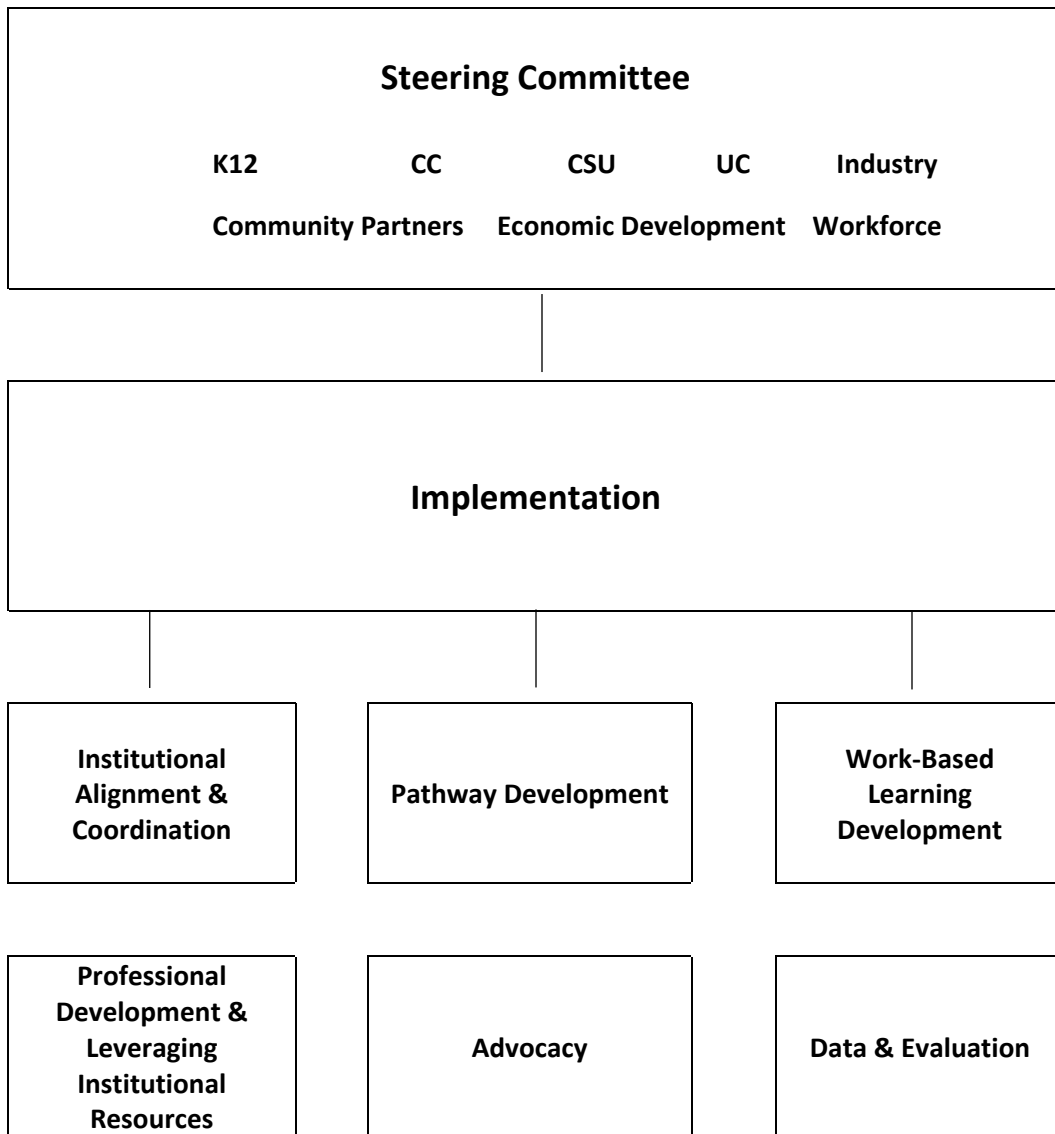 Steering Committee
K12 CC CSU UC Industry
Community Partners Economic Development Workforce
Implementation
Institutional
Alignment &
Coordination
Pathway Development
Work-Based
Learning
Development
Professional
Development &
Leveraging
Institutional
Resources
Advocacy
Data & Evaluation